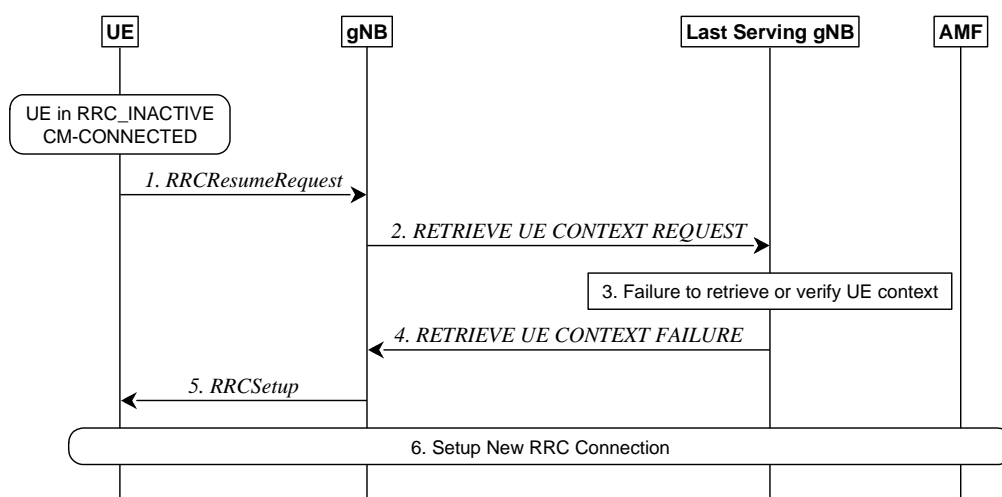 UE
gNB
Last Serving gNB
AMF
UE in RRC_INACTIVE
CM-CONNECTED
1. RRCResumeRequest
2. RETRIEVE UE CONTEXT REQUEST
3. Failure to retrieve or verify UE context
4. RETRIEVE UE CONTEXT FAILURE
5. RRCSetup
6. Setup New RRC Connection